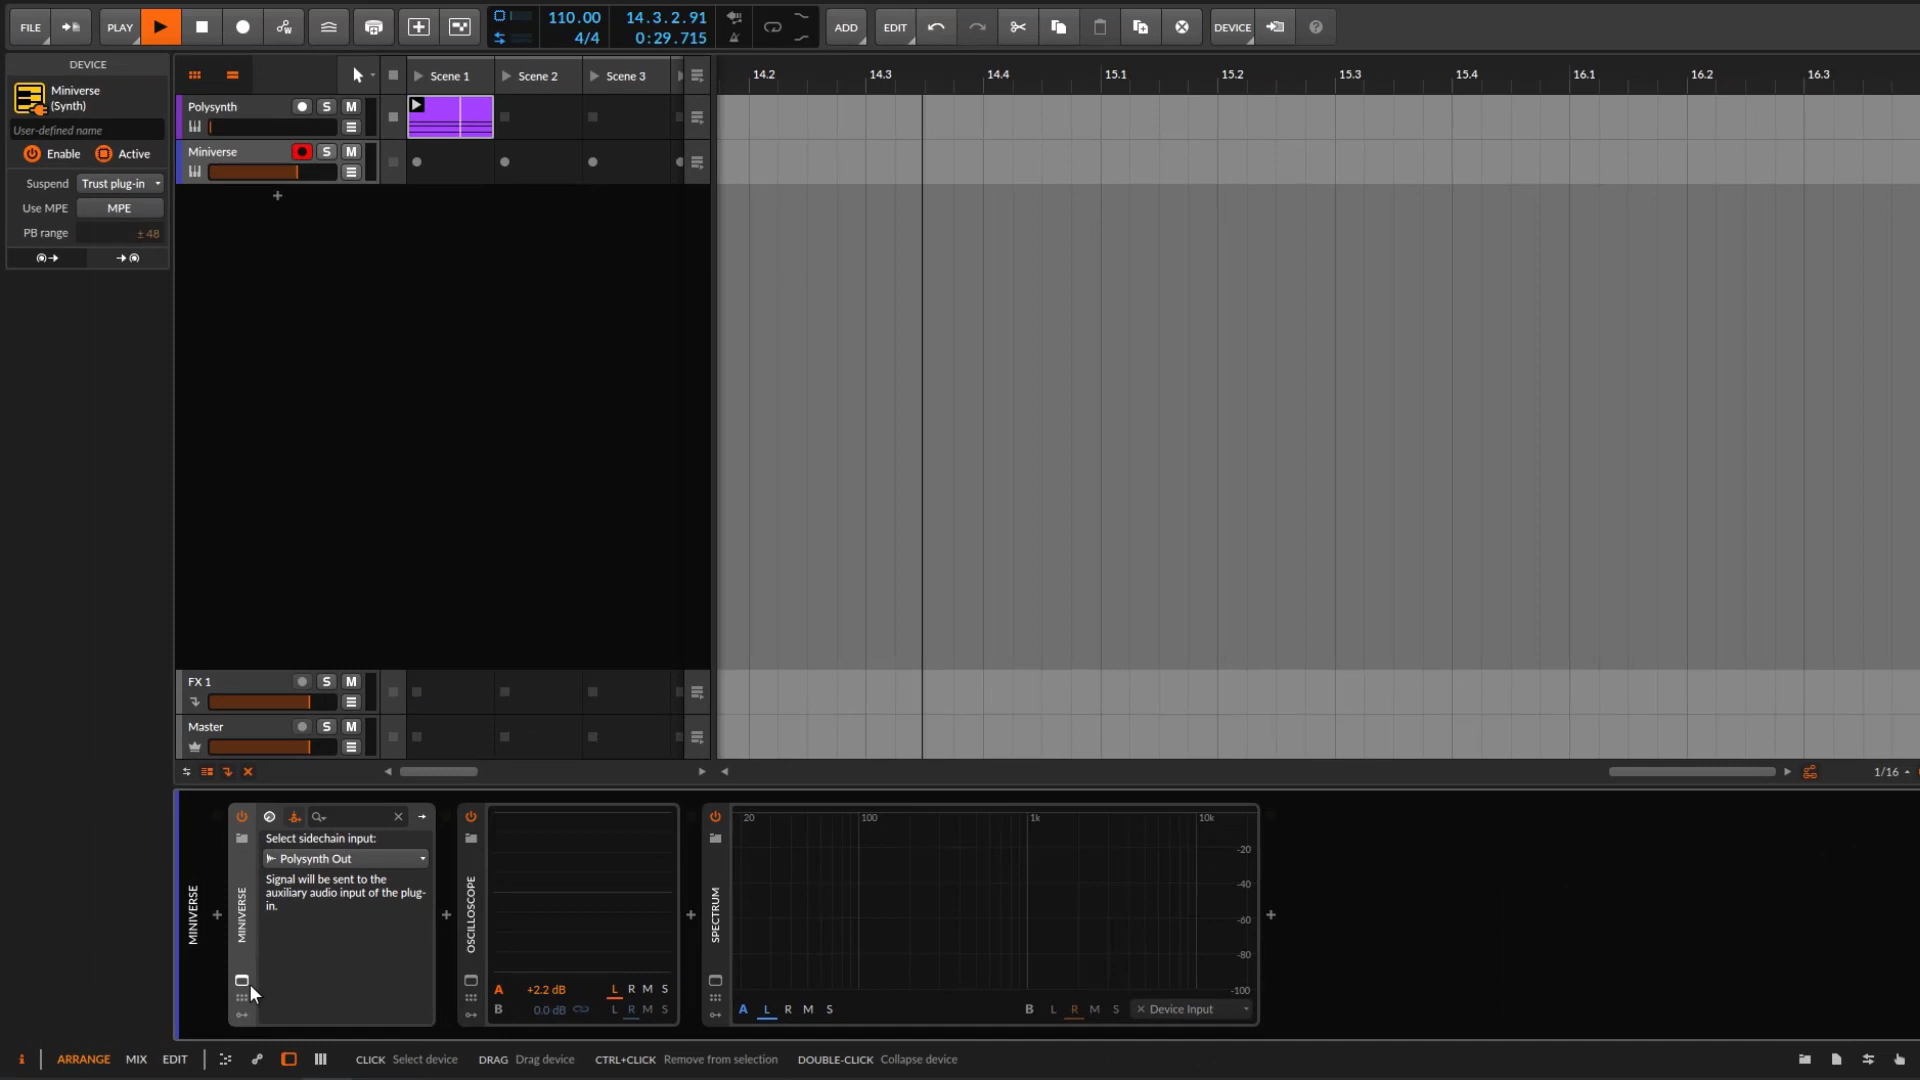 FILE PLAY 110.00 4/4 14.3.2.91 0:29.715 ADD EDIT DEVICE
DEVICE
Miniverse
(Synth)
User-defined name
Enable Active
Suspend Trust plug-in
Use MPE MPE
PB range ± 48
Scene 1 Scene 2 Scene 3
14.2 14.3 14.4 15.1 15.2 15.3 15.4 16.1 16.2 16.3
Polysynth S M
Miniverse S M
FX 1 S M
Master S M
1/16
MINIVERSE
MINIVERSE
Select sidechain input:
Polysynth Out
Signal will be sent to the
auxiliary audio input of the plug-
in.
OSCILLOSCOPE
A +2.2 dB L R M S
B 0.0 dB L R M S
SPECTRUM
20 100 1k 10k
-20
-40
-60
-80
-100
A L R M S B L R M S Device Input
i ARRANGE MIX EDIT CLICK Select device DRAG Drag device CTRL+CLICK Remove from selection DOUBLE-CLICK Collapse device